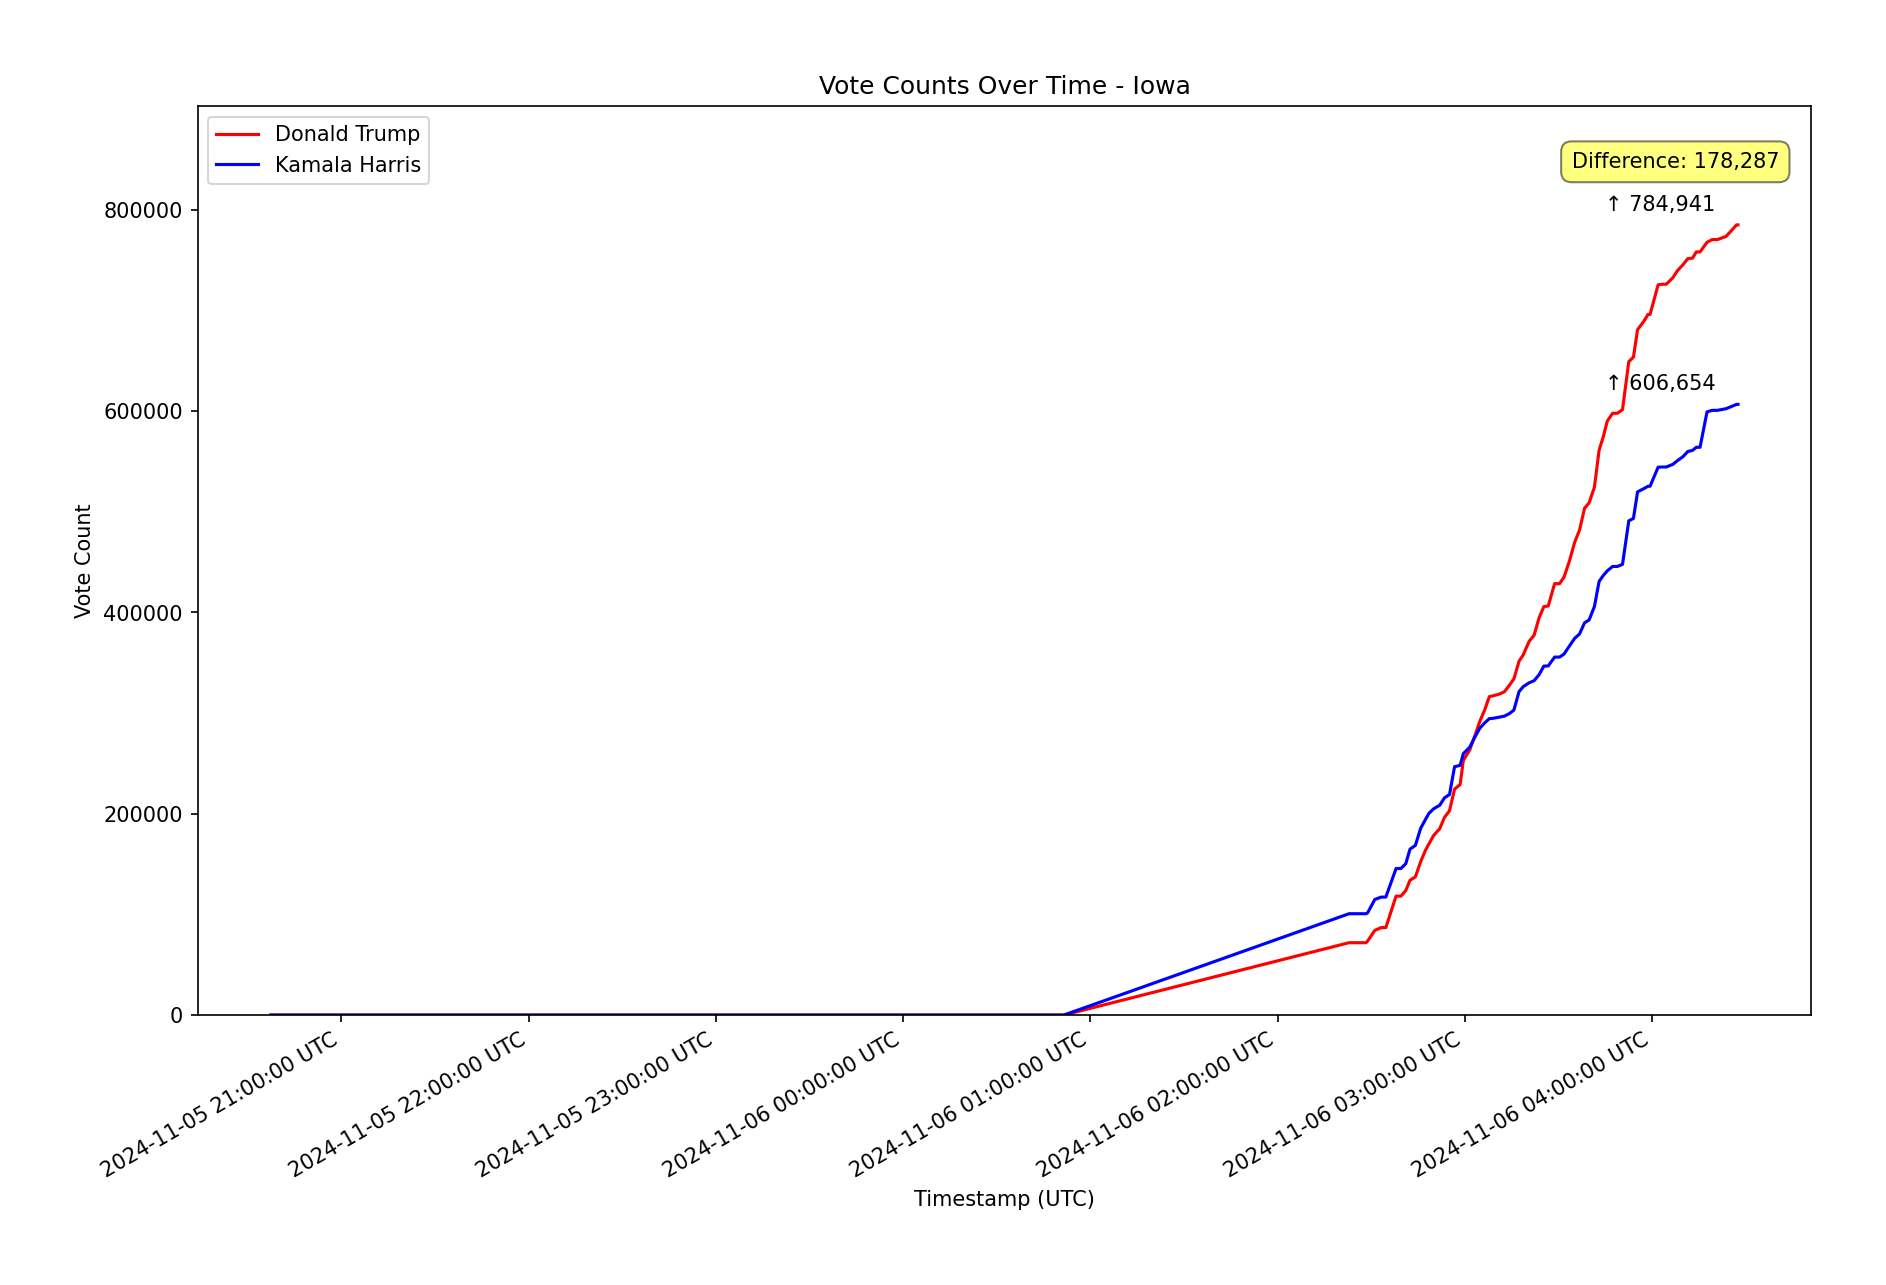 Vote Counts Over Time - Iowa
Donald Trump
Kamala Harris
Difference: 178,287
↑ 784,941
↑ 606,654
Vote Count
800000
600000
400000
200000
0
2024-11-05 21:00:00 UTC
2024-11-05 22:00:00 UTC
2024-11-05 23:00:00 UTC
2024-11-06 00:00:00 UTC
2024-11-06 01:00:00 UTC
2024-11-06 02:00:00 UTC
2024-11-06 03:00:00 UTC
2024-11-06 04:00:00 UTC
Timestamp (UTC)